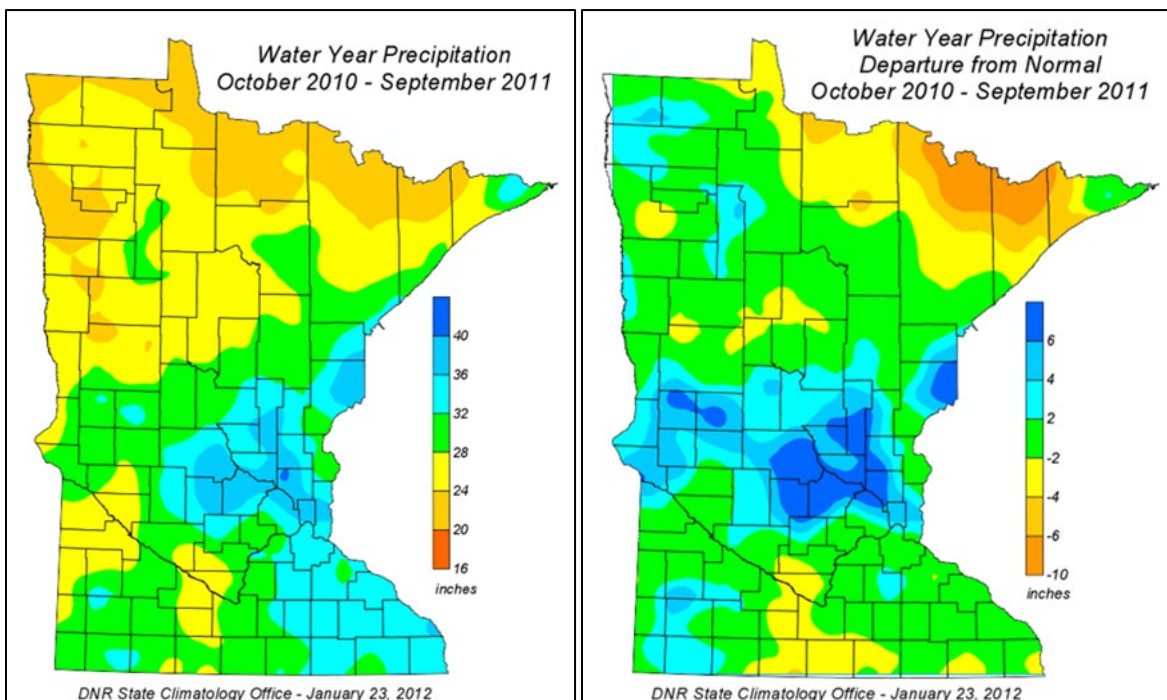 Water Year Precipitation
October 2010 - September 2011
40
36
32
28
24
20
16
inches
DNR State Climatology Office - January 23, 2012
Water Year Precipitation
Departure from Normal
October 2010 - September 2011
6
4
2
-2
-4
-6
-10
inches
DNR State Climatology Office - January 23, 2012